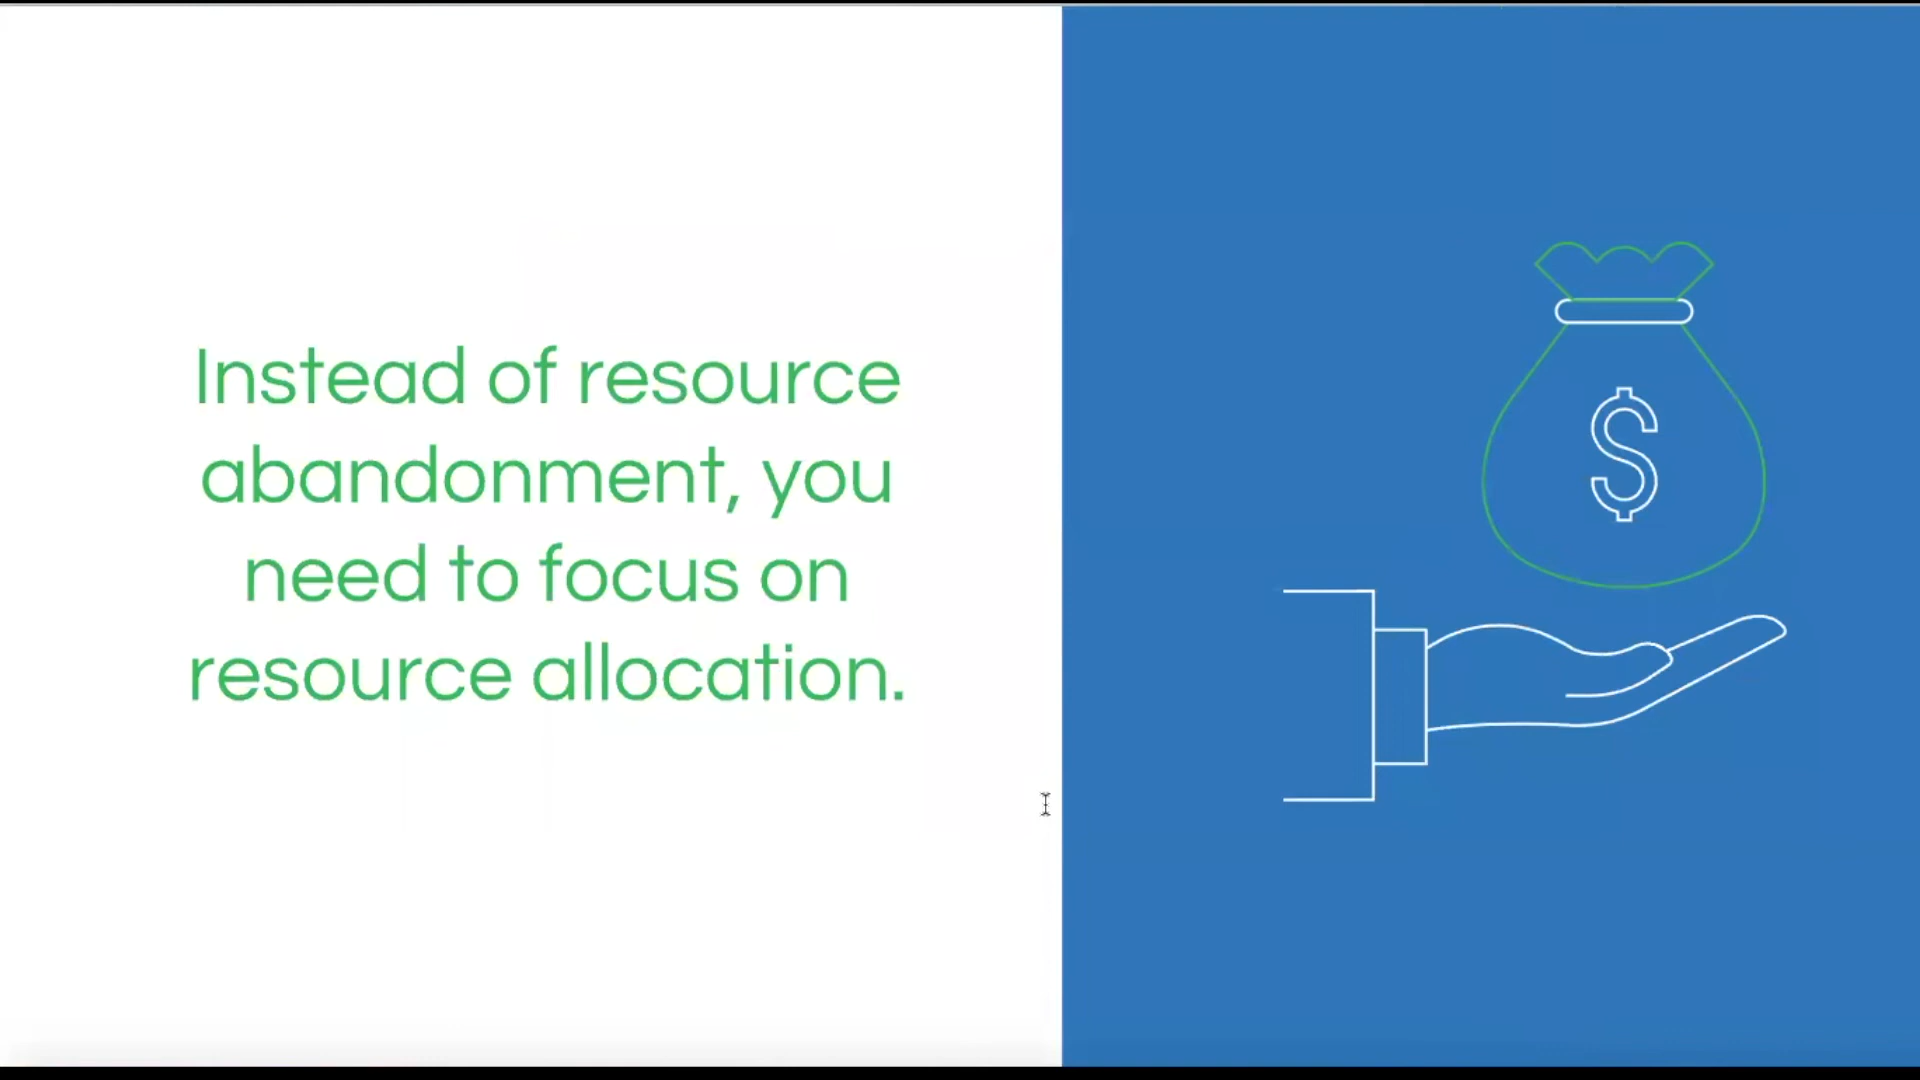 Instead of resource
abandonment, you
need to focus on
resource allocation.
$